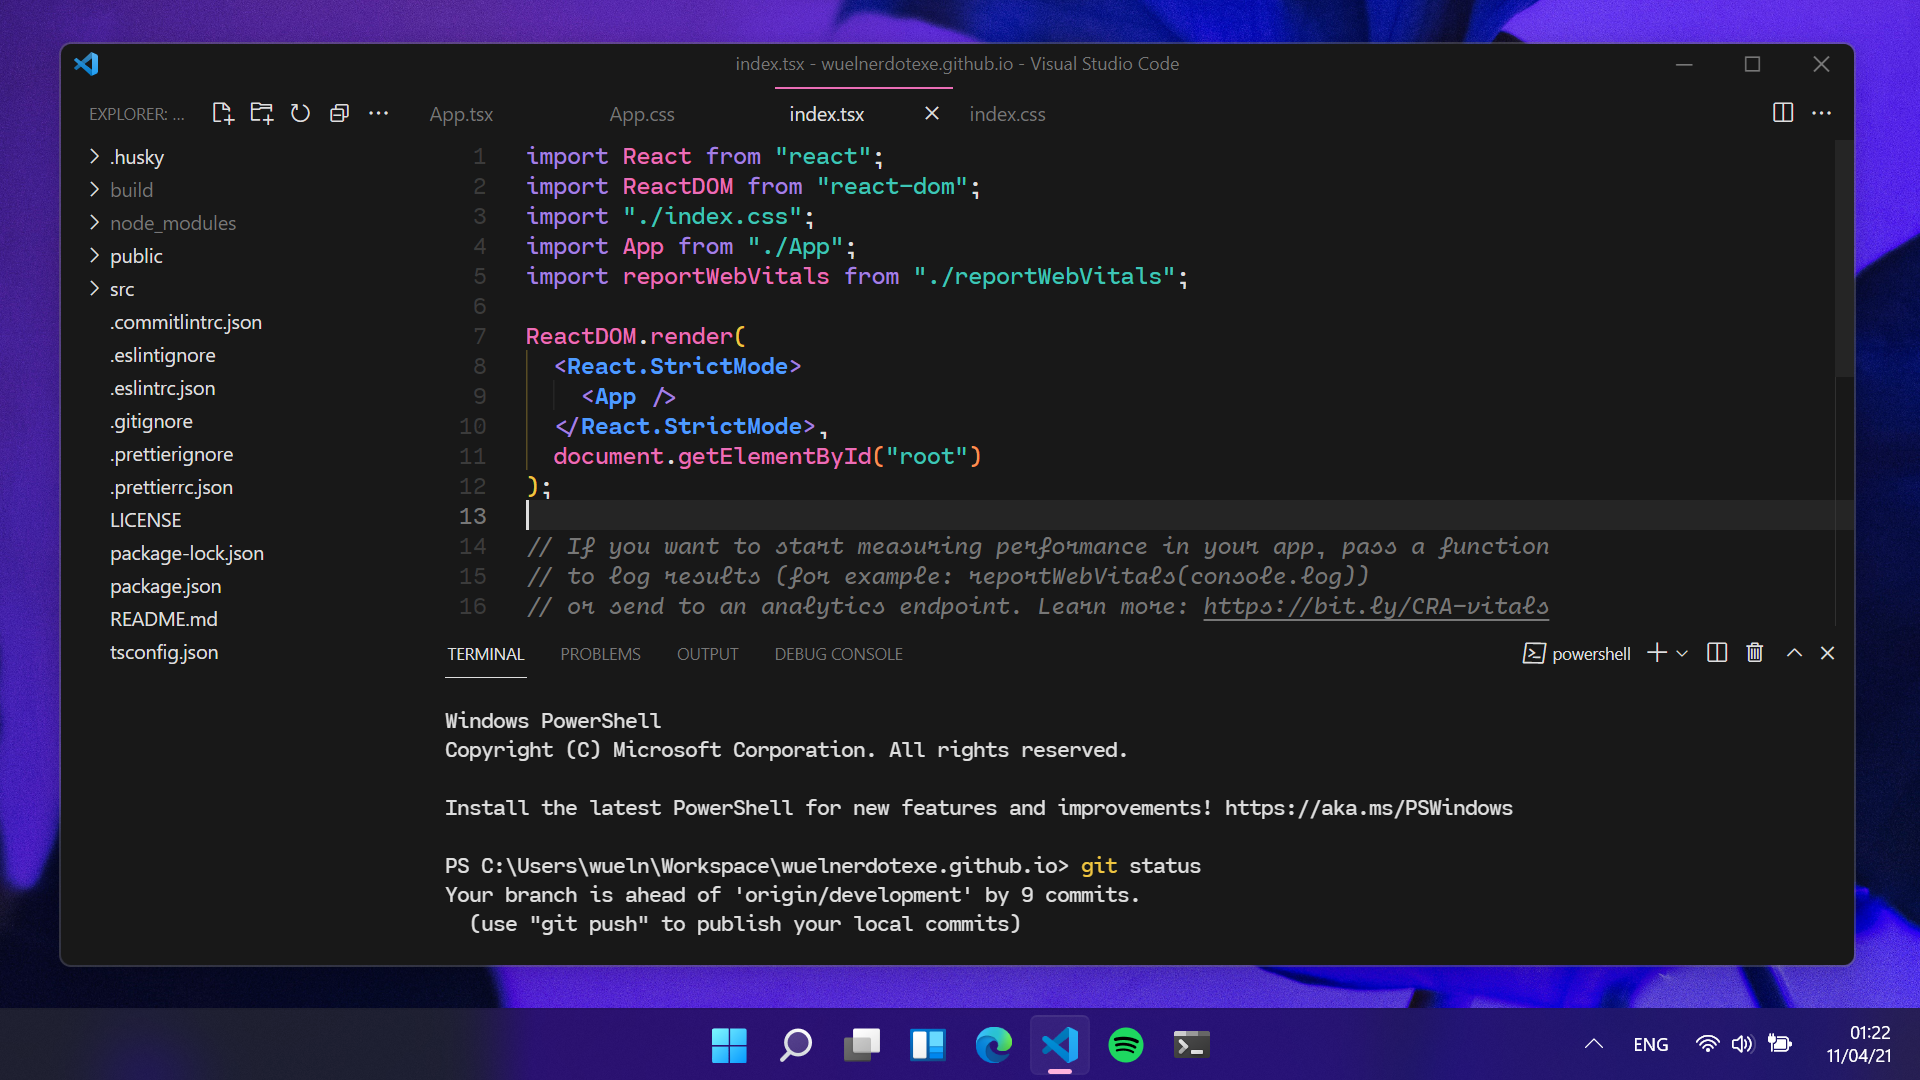 index.tsx - wuelnerdotexe.github.io - Visual Studio Code
EXPLORER: ...
App.tsx
App.css
index.tsx
index.css
.husky
build
node_modules
public
src
.commitlintrc.json
.eslintignore
.eslintrc.json
.gitignore
.prettierignore
.prettierrc.json
LICENSE
package-lock.json
package.json
README.md
tsconfig.json
1 import React from "react";
2 import ReactDOM from "react-dom";
3 import "./index.css";
4 import App from "./App";
5 import reportWebVitals from "./reportWebVitals";
6
7 ReactDOM.render(
8 <React.StrictMode>
9 <App />
10 </React.StrictMode>,
11 document.getElementById("root")
12 );
13
14 // If you want to start measuring performance in your app, pass a function
15 // to log results (for example: reportWebVitals(console.log))
16 // or send to an analytics endpoint. Learn more: https://bit.ly/CRA-vitals
TERMINAL PROBLEMS OUTPUT DEBUG CONSOLE
powershell
Windows PowerShell
Copyright (C) Microsoft Corporation. All rights reserved.
Install the latest PowerShell for new features and improvements! https://aka.ms/PSWindows
PS C:\Users\wueln\Workspace\wuelnerdotexe.github.io> git status
Your branch is ahead of 'origin/development' by 9 commits.
(use "git push" to publish your local commits)
ENG
01:22
11/04/21